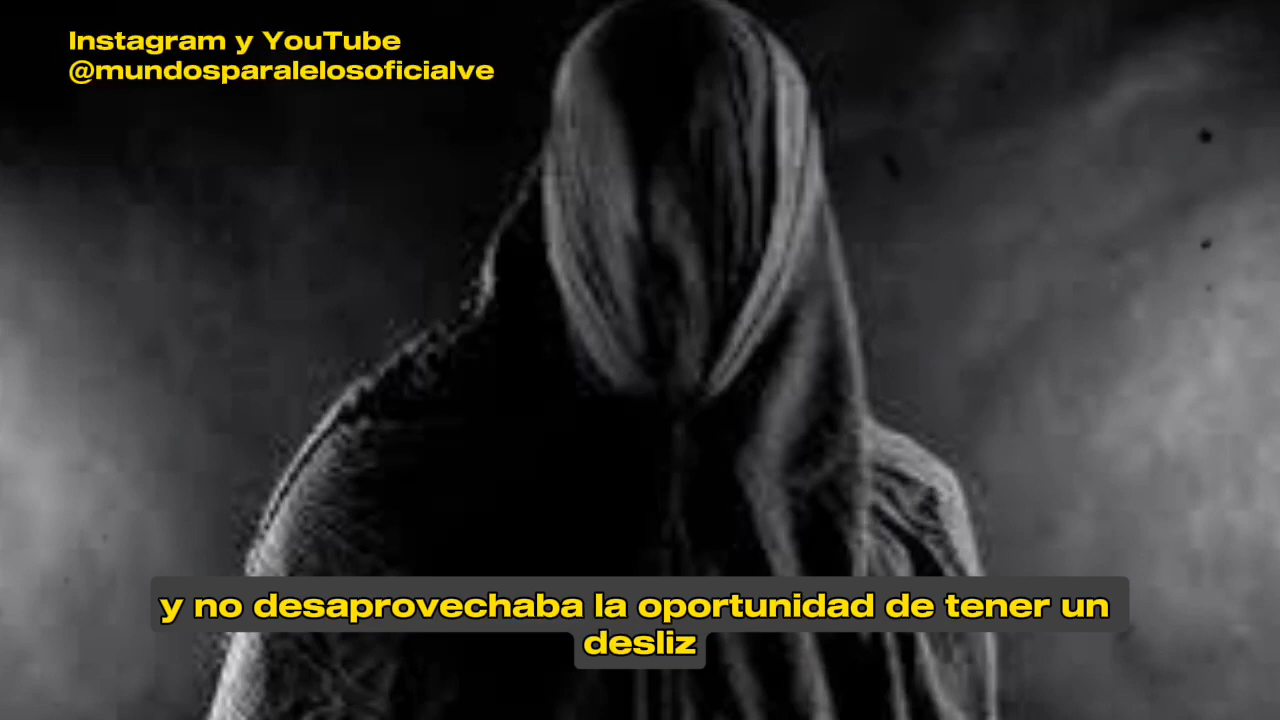 Instagram y YouTube
@mundosparalelosoficialve
y no desaprovechaba la oportunidad de tener un
desliz